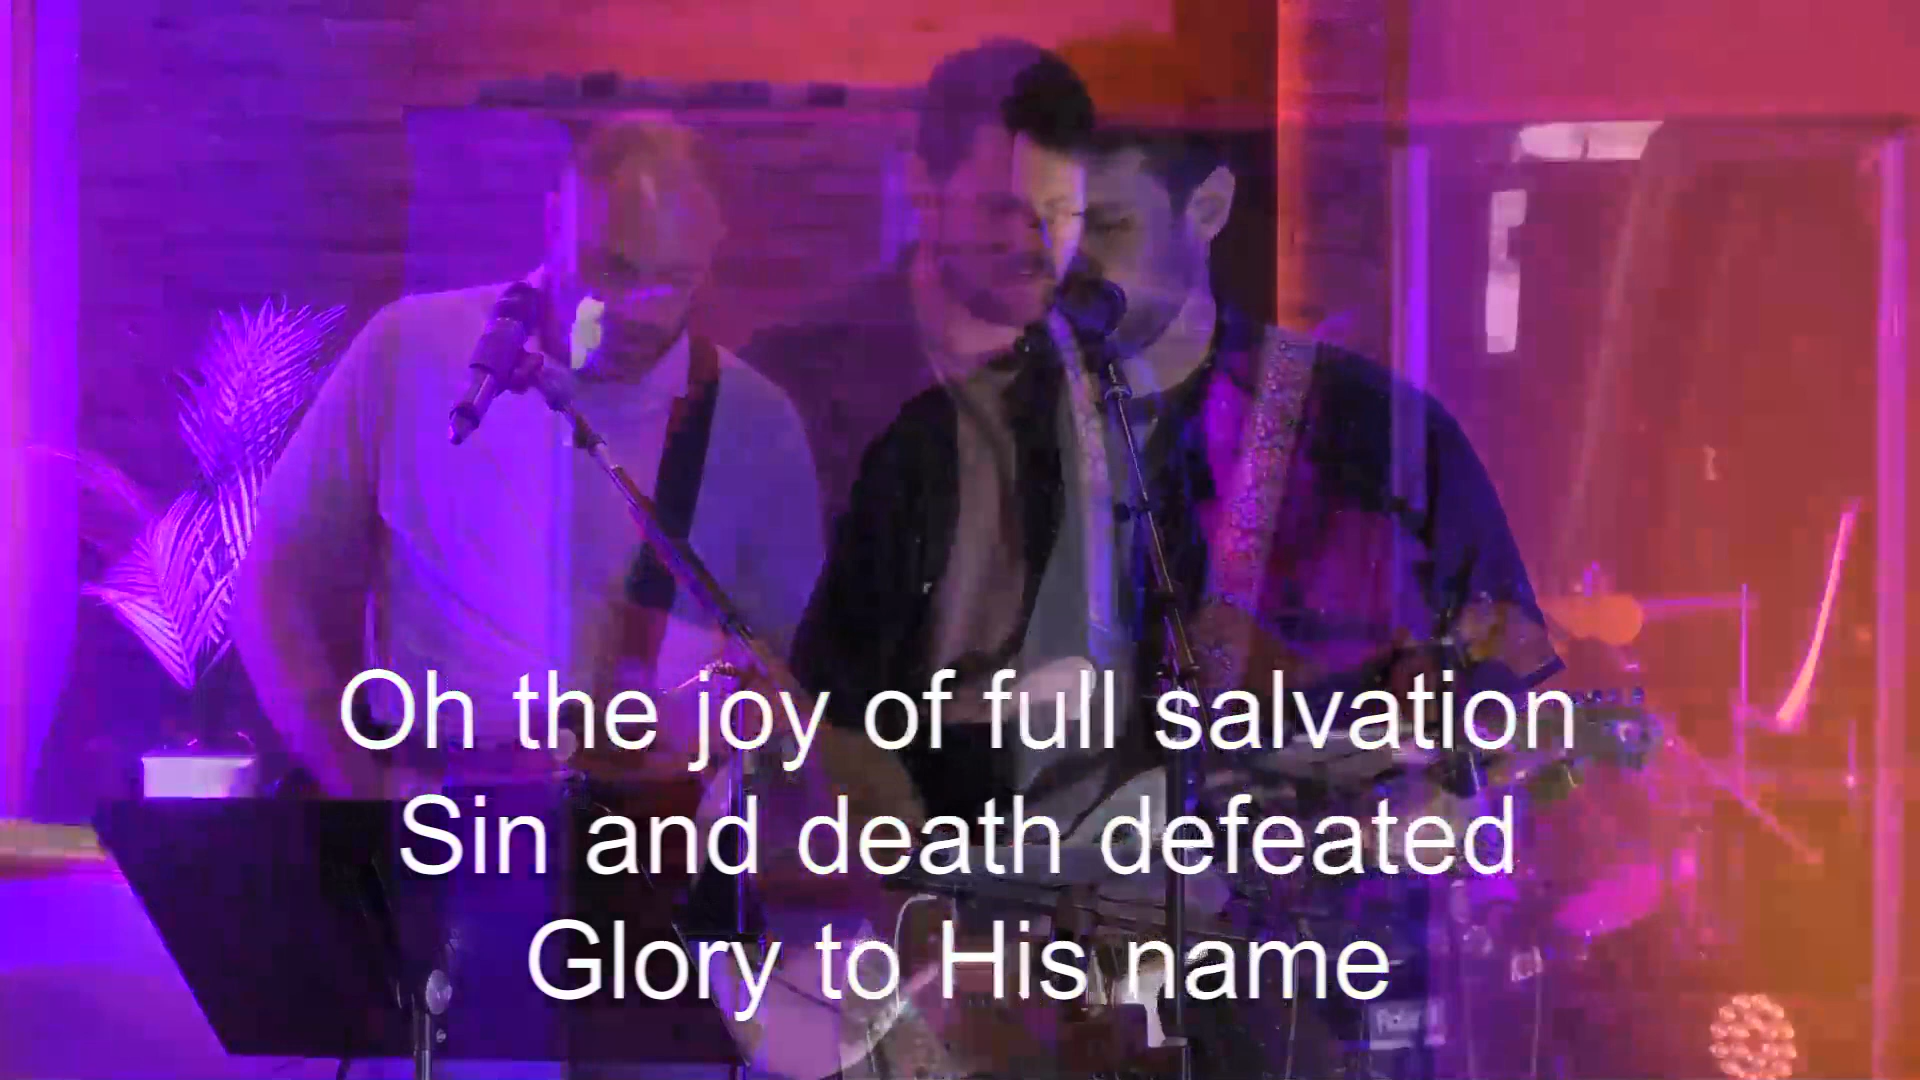 Oh the joy of full salvation
Sin and death defeated
Glory to His name